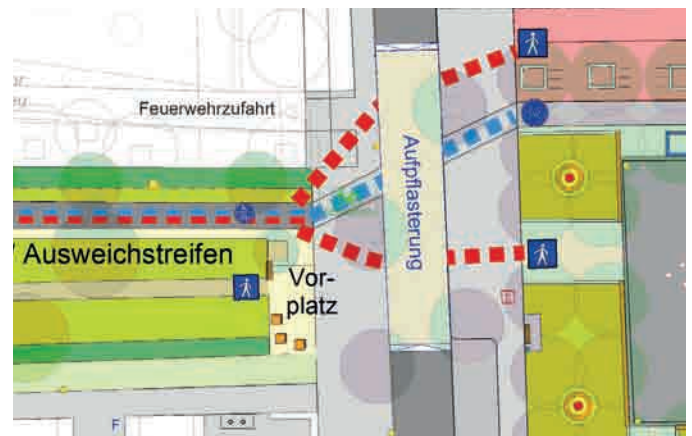 Feuerwehrzufahrt
Aufpflasterung
Ausweichstreifen
Vor-
platz
F